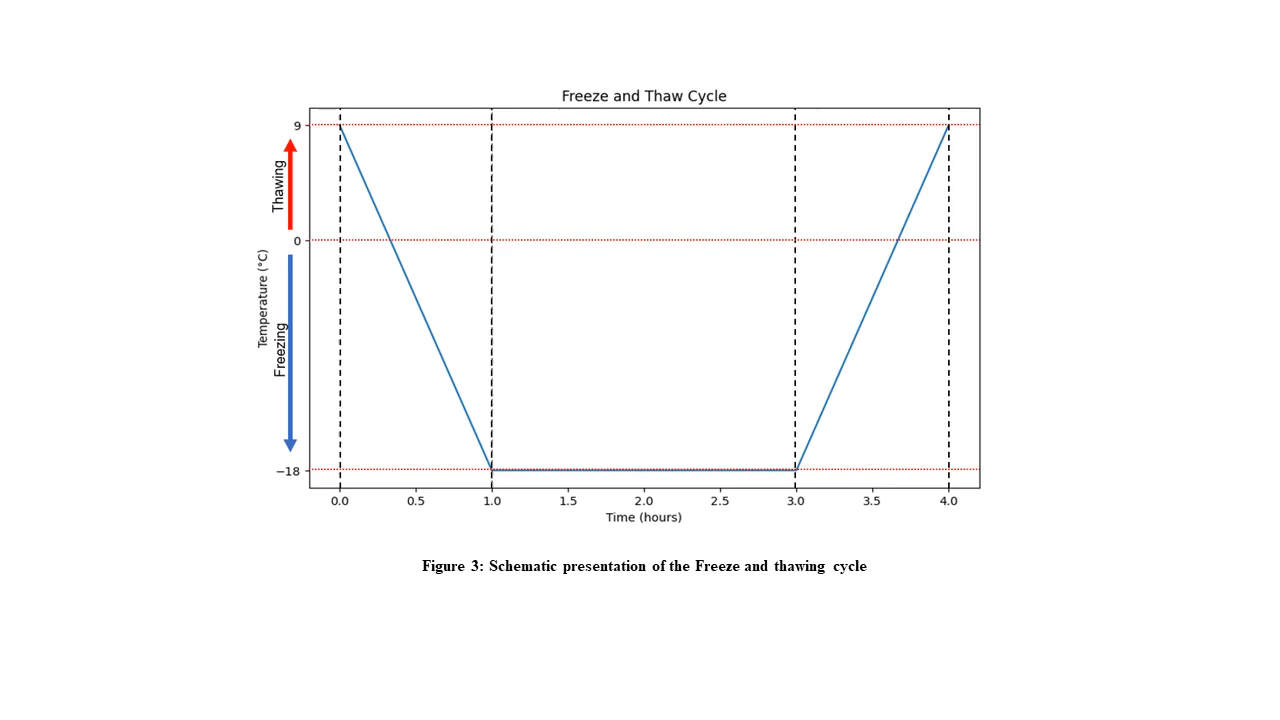 Freeze and Thaw Cycle
9
Thawing
0
Temperature (°C)
Freezing
−18
0.0 0.5 1.0 1.5 2.0 2.5 3.0 3.5 4.0
Time (hours)
Figure 3: Schematic presentation of the Freeze and thawing cycle